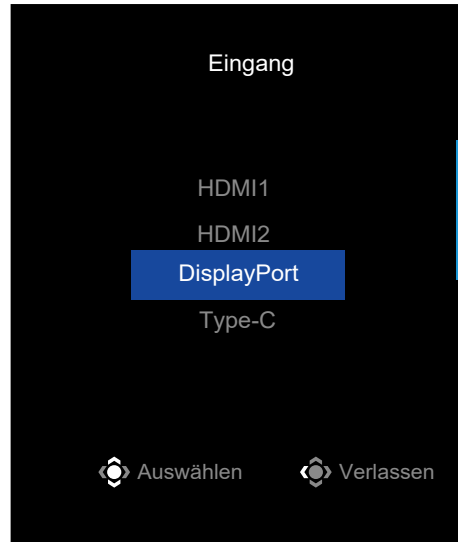 Eingang
HDMI1
HDMI2
DisplayPort
Type-C
Auswählen Verlassen